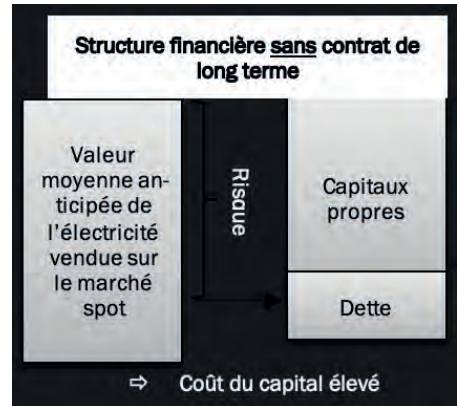 Structure financière sans contrat de
long terme
Valeur
moyenne an-
ticipée de
l'électricité
vendue sur
le marché
spot
Risque
Capitaux
propres
Dette
⇨ Coût du capital élevé